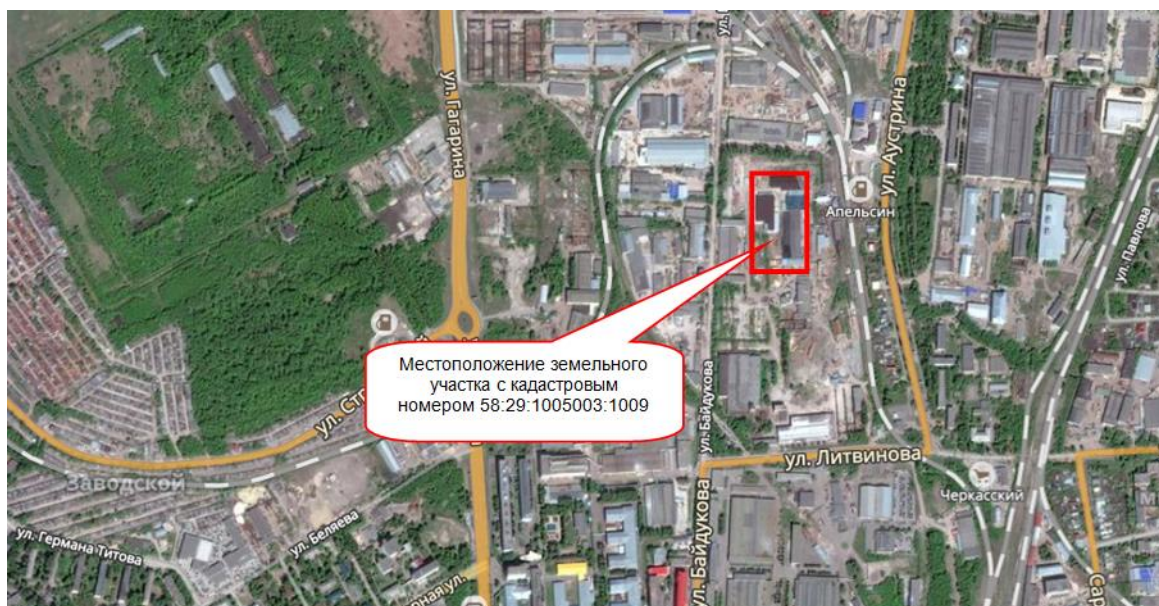 ул. Гагарина
ул. Аустрина
Апельсин
ул. Павлова
Местоположение земельного
участка с кадастровым
номером 58:29:1005003:1009
ул. Байдукова
ул. Литвинова
Заводской
Черкасский
ул. Беляева
ул. Германа Титова
ул. Байдукова